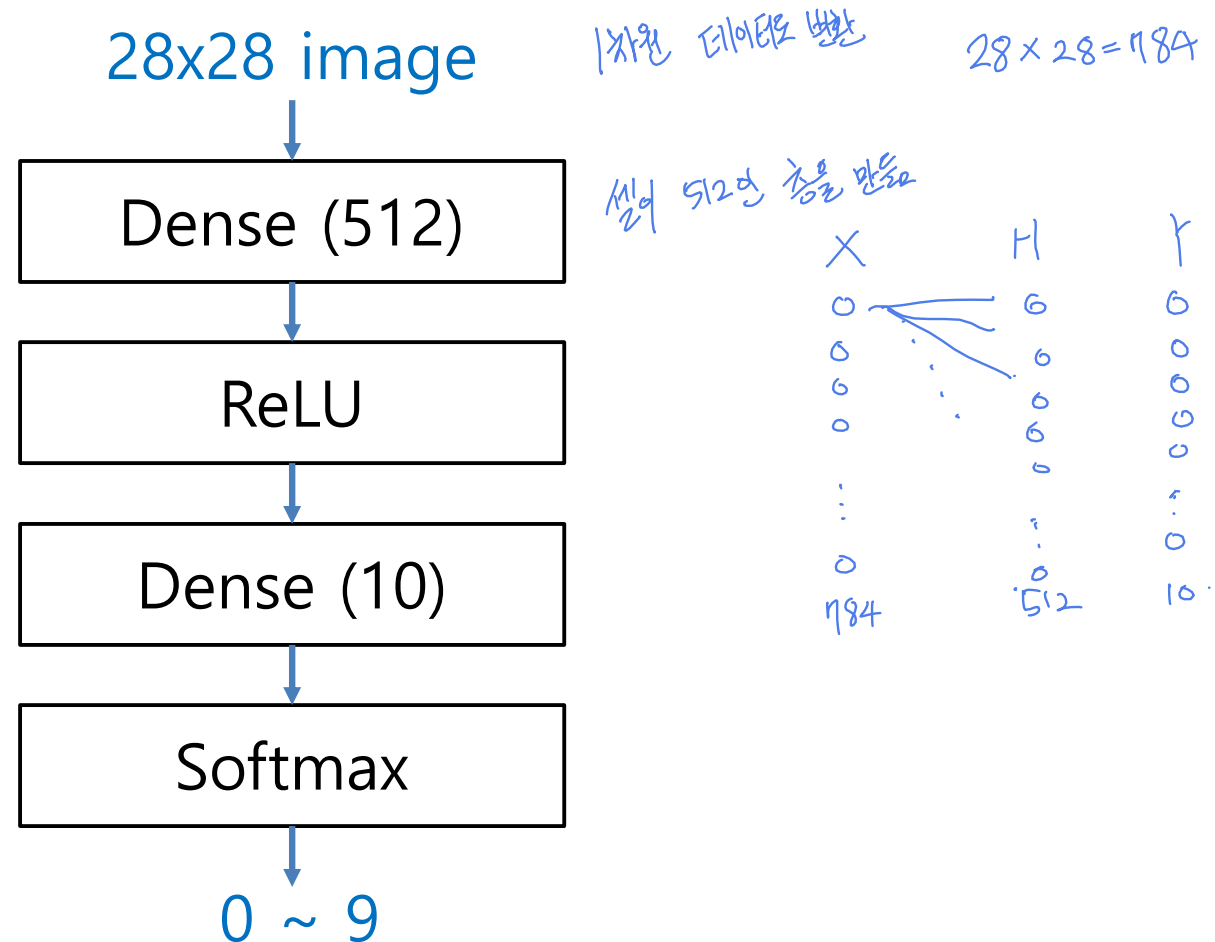 28x28 image
1차원 데이터로 변환
28 × 28 = 784
Dense (512)
셀이 512인 층을 만듦
X H Y
ReLU
Dense (10)
784 512 10
Softmax
0 ~ 9